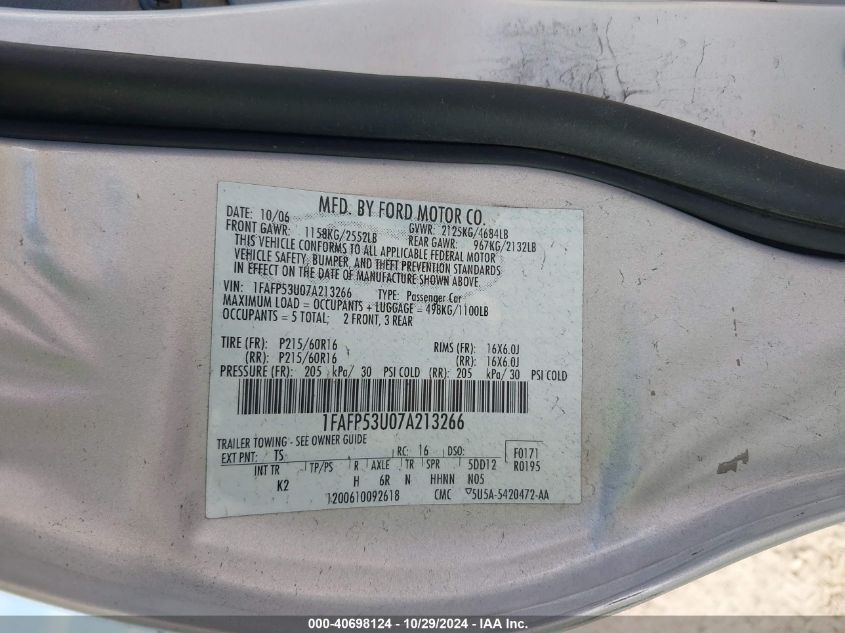 MFD. BY FORD MOTOR CO.
DATE: 10/06 GVWR: 2125KG/4684LB
FRONT GAWR: 1158KG/2552LB REAR GAWR: 967KG/2132LB
THIS VEHICLE CONFORMS TO ALL APPLICABLE FEDERAL MOTOR
VEHICLE SAFETY, BUMPER, AND THEFT PREVENTION STANDARDS
IN EFFECT ON THE DATE OF MANUFACTURE SHOWN ABOVE.
VIN: 1FAFP53U07A213266 TYPE: Passenger Car
MAXIMUM LOAD = OCCUPANTS + LUGGAGE = 498KG/1100LB
OCCUPANTS = 5 TOTAL; 2 FRONT, 3 REAR
TIRE (FR): P215/60R16 RIMS (FR): 16X6.0J
(RR): P215/60R16 (RR): 16X6.0J
PRESSURE (FR): 205 kPa/ 30 PSI COLD (RR): 205 kPa/ 30 PSI COLD
1FAFP53U07A213266
TRAILER TOWING - SEE OWNER GUIDE
EXT PNT: TS RC: 16 DSO: F0171
INT TR TP/PS R AXLE TR SPR 5DD12 R0195
K2 H 6R N HHNN N05
1200610092618 CMC ▽5U5A-5420472-AA
000-40698124 | 10/29/2024 - IAA Inc.